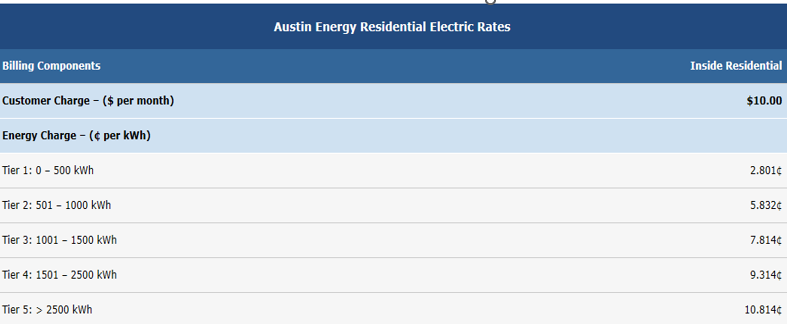 Austin Energy Residential Electric Rates
Billing Components Inside Residential
Customer Charge – ($ per month) $10.00
Energy Charge – (¢ per kWh)
Tier 1: 0 – 500 kWh 2.801¢
Tier 2: 501 – 1000 kWh 5.832¢
Tier 3: 1001 – 1500 kWh 7.814¢
Tier 4: 1501 – 2500 kWh 9.314¢
Tier 5: > 2500 kWh 10.814¢